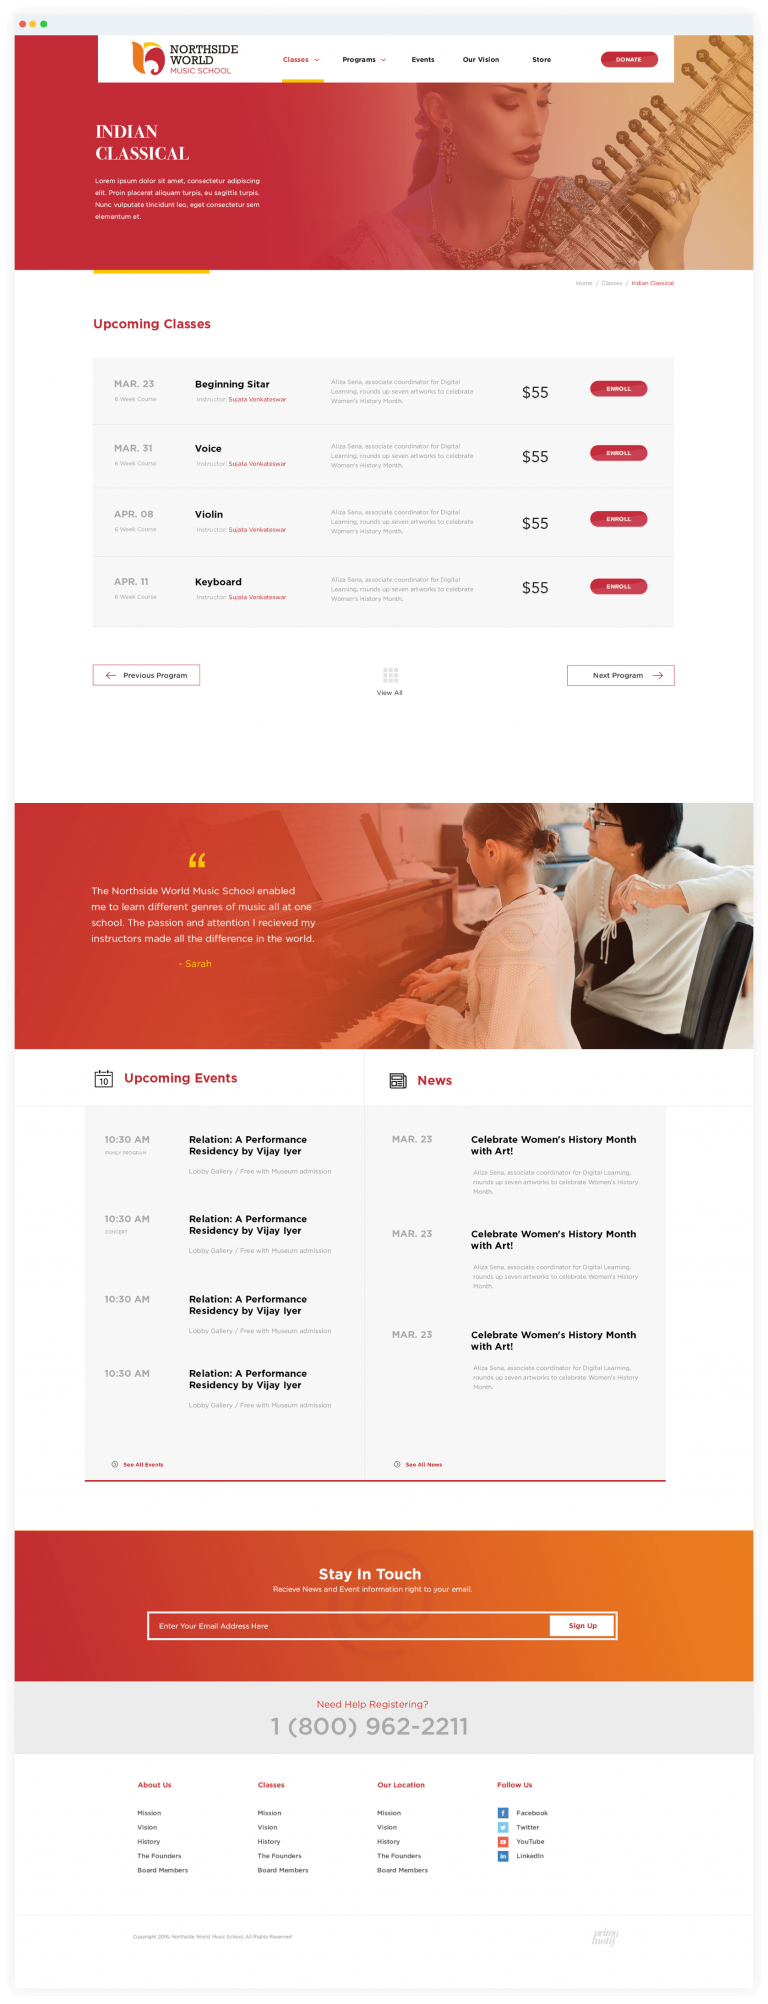 NORTHSIDE
WORLD
MUSIC SCHOOL
Classes
Programs
Events
Our Vision
Store
DONATE
INDIAN
CLASSICAL
Lorem ipsum dolor sit amet, consectetur adipiscing
elit. Proin placerat aliquam turpis, eu sagittis turpis.
Nunc vulputate tincidunt leo, eget consectetur sem
elementum et.
Home / Classes / Indian Classical
Upcoming Classes
MAR. 23
6 Week Course
Beginning Sitar
Instructor: Sujata Venkateswar
Aliza Sena, associate coordinator for Digital
Learning, rounds up seven artworks to celebrate
Women's History Month.
$55
ENROLL
MAR. 31
6 Week Course
Voice
Instructor: Sujata Venkateswar
Aliza Sena, associate coordinator for Digital
Learning, rounds up seven artworks to celebrate
Women's History Month.
$55
ENROLL
APR. 08
6 Week Course
Violin
Instructor: Sujata Venkateswar
Aliza Sena, associate coordinator for Digital
Learning, rounds up seven artworks to celebrate
Women's History Month.
$55
ENROLL
APR. 11
6 Week Course
Keyboard
Instructor: Sujata Venkateswar
Aliza Sena, associate coordinator for Digital
Learning, rounds up seven artworks to celebrate
Women's History Month.
$55
ENROLL
Previous Program
View All
Next Program
“
The Northside World Music School enabled
me to learn different genres of music all at one
school. The passion and attention I recieved my
instructors made all the difference in the world.
- Sarah
10
Upcoming Events
10:30 AM
FAMILY PROGRAM
Relation: A Performance
Residency by Vijay Iyer
Lobby Gallery / Free with Museum admission
10:30 AM
CONCERT
Relation: A Performance
Residency by Vijay Iyer
Lobby Gallery / Free with Museum admission
10:30 AM
Relation: A Performance
Residency by Vijay Iyer
Lobby Gallery / Free with Museum admission
10:30 AM
Relation: A Performance
Residency by Vijay Iyer
Lobby Gallery / Free with Museum admission
See All Events
News
MAR. 23
Celebrate Women's History Month
with Art!
Aliza Sena, associate coordinator for Digital Learning,
rounds up seven artworks to celebrate Women's History
Month.
MAR. 23
Celebrate Women's History Month
with Art!
Aliza Sena, associate coordinator for Digital Learning,
rounds up seven artworks to celebrate Women's History
Month.
MAR. 23
Celebrate Women's History Month
with Art!
Aliza Sena, associate coordinator for Digital Learning,
rounds up seven artworks to celebrate Women's History
Month.
See All News
@
Stay In Touch
Recieve News and Event information right to your email.
Enter Your Email Address Here
Sign Up
Need Help Registering?
1 (800) 962-2211
About Us
Mission
Vision
History
The Founders
Board Members
Classes
Mission
Vision
History
The Founders
Board Members
Our Location
Mission
Vision
History
The Founders
Board Members
Follow Us
Facebook
Twitter
YouTube
LinkedIn
Copyright 2016, Northside World Music School, All Rights Reserved
primo
motif